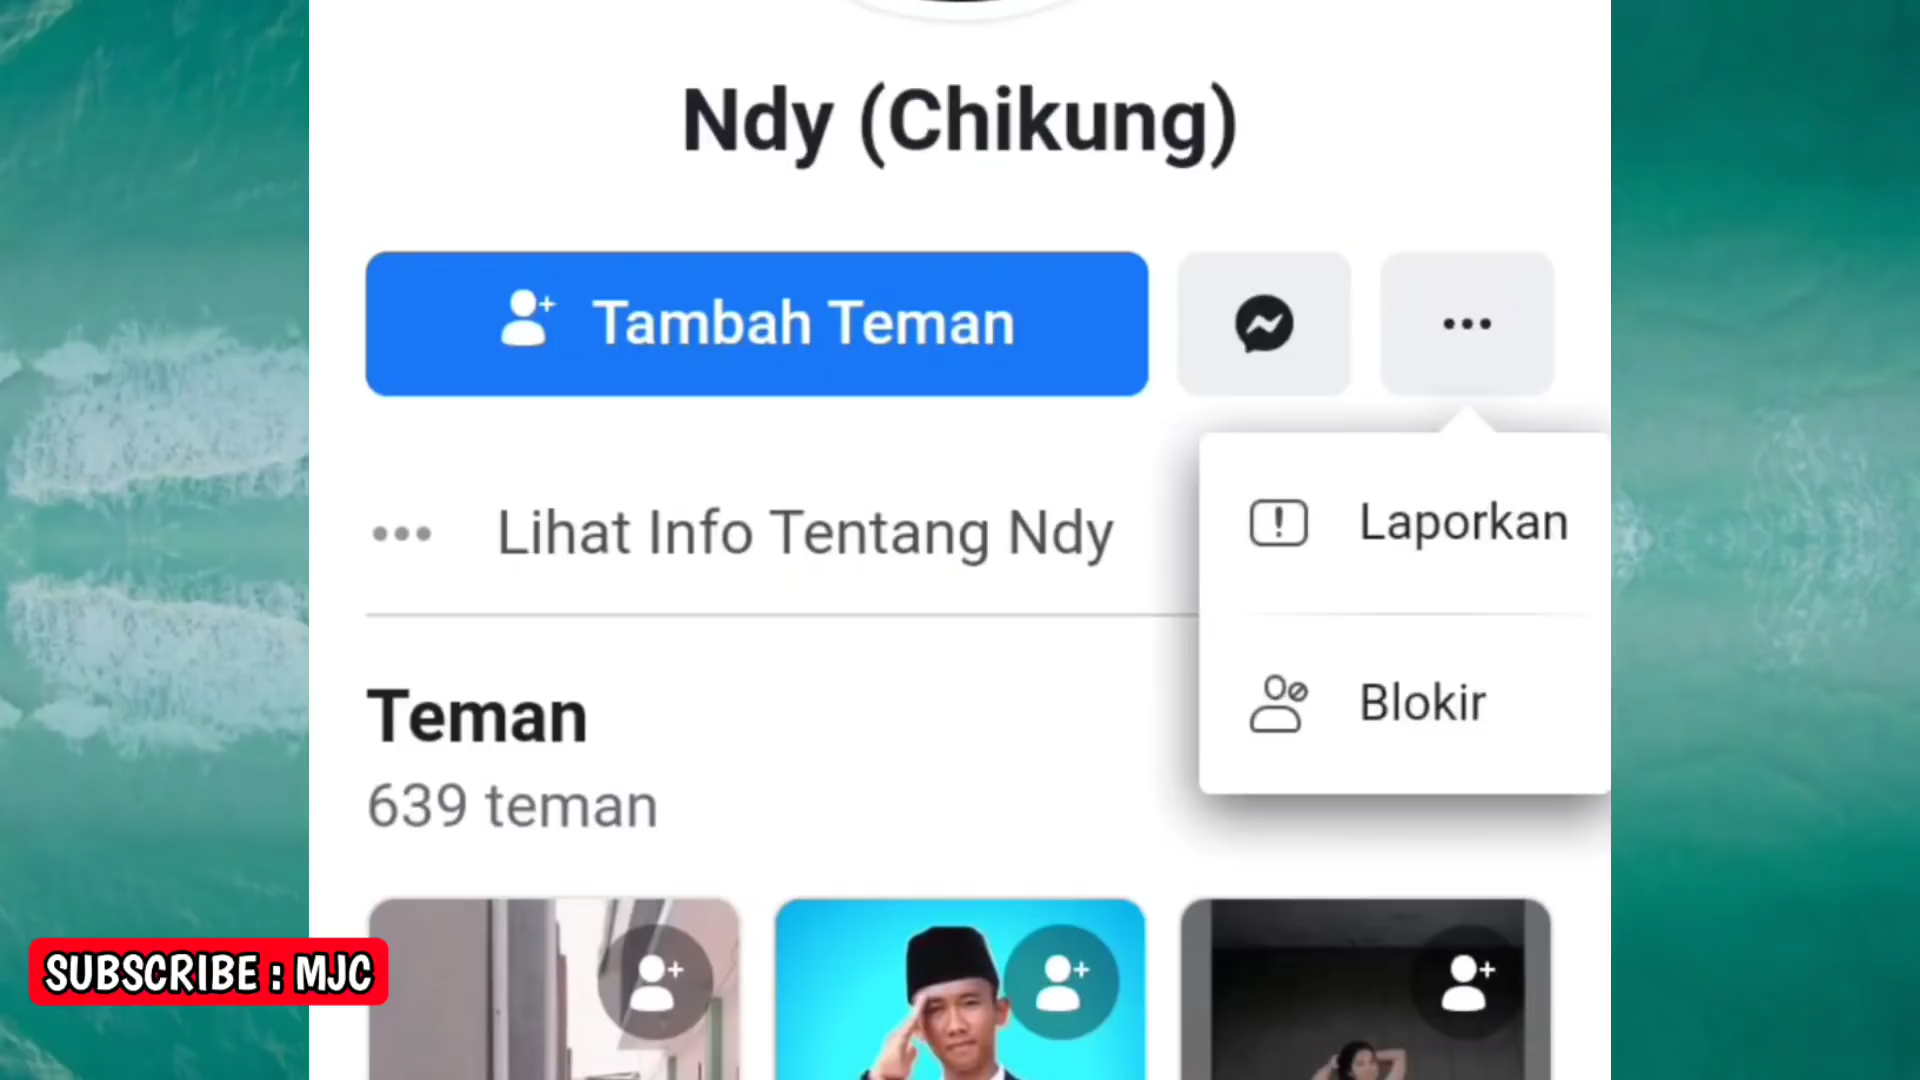 Ndy (Chikung)
Tambah Teman
Lihat Info Tentang Ndy
Laporkan
Blokir
Teman
639 teman
SUBSCRIBE : MJC